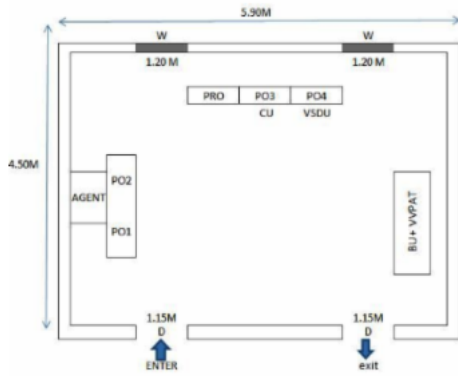 5.90M
W
W
1.20 M
1.20 M
PRO
PO3
PO4
CU
VSDU
4.50M
PO2
AGENT
PO1
BU+ VVPAT
1.15M
1.15M
D
D
ENTER
exit